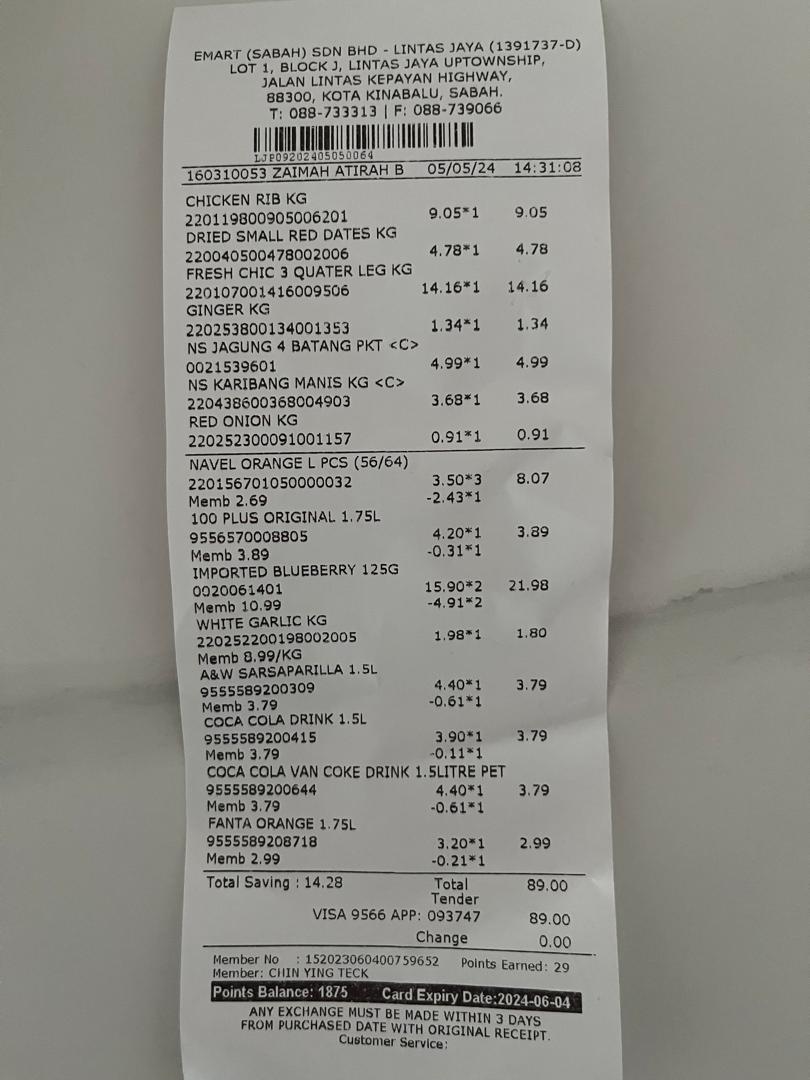 EMART (SABAH) SDN BHD - LINTAS JAYA (1391737-D)
LOT 1, BLOCK J, LINTAS JAYA UPTOWNSHIP,
JALAN LINTAS KEPAYAN HIGHWAY,
88300, KOTA KINABALU, SABAH.
T: 088-733313 | F: 088-739066
LJP09202405050064
160310053 ZAIMAH ATIRAH B 05/05/24 14:31:08
CHICKEN RIB KG
220119800905006201 9.05*1 9.05
DRIED SMALL RED DATES KG
220040500478002006 4.78*1 4.78
FRESH CHIC 3 QUATER LEG KG
220107001416009506 14.16*1 14.16
GINGER KG
220253800134001353 1.34*1 1.34
NS JAGUNG 4 BATANG PKT <C>
0021539601 4.99*1 4.99
NS KARIBANG MANIS KG <C>
220438600368004903 3.68*1 3.68
RED ONION KG
220252300091001157 0.91*1 0.91
NAVEL ORANGE L PCS (56/64)
220156701050000032 3.50*3 8.07
Memb 2.69 -2.43*1
100 PLUS ORIGINAL 1.75L
9556570008805 4.20*1 3.89
Memb 3.89 -0.31*1
IMPORTED BLUEBERRY 125G
0020061401 15.90*2 21.98
Memb 10.99 -4.91*2
WHITE GARLIC KG
220252200198002005 1.98*1 1.80
Memb 8.99/KG
A&W SARSAPARILLA 1.5L
9555589200309 4.40*1 3.79
Memb 3.79 -0.61*1
COCA COLA DRINK 1.5L
9555589200415 3.90*1 3.79
Memb 3.79 -0.11*1
COCA COLA VAN COKE DRINK 1.5LITRE PET
9555589200644 4.40*1 3.79
Memb 3.79 -0.61*1
FANTA ORANGE 1.75L
9555589208718 3.20*1 2.99
Memb 2.99 -0.21*1
Total Saving : 14.28 Total 89.00
Tender
VISA 9566 APP: 093747 89.00
Change 0.00
Member No : 152023060400759652 Points Earned: 29
Member: CHIN YING TECK
Points Balance: 1875 Card Expiry Date:2024-06-04
ANY EXCHANGE MUST BE MADE WITHIN 3 DAYS
FROM PURCHASED DATE WITH ORIGINAL RECEIPT.
Customer Service: